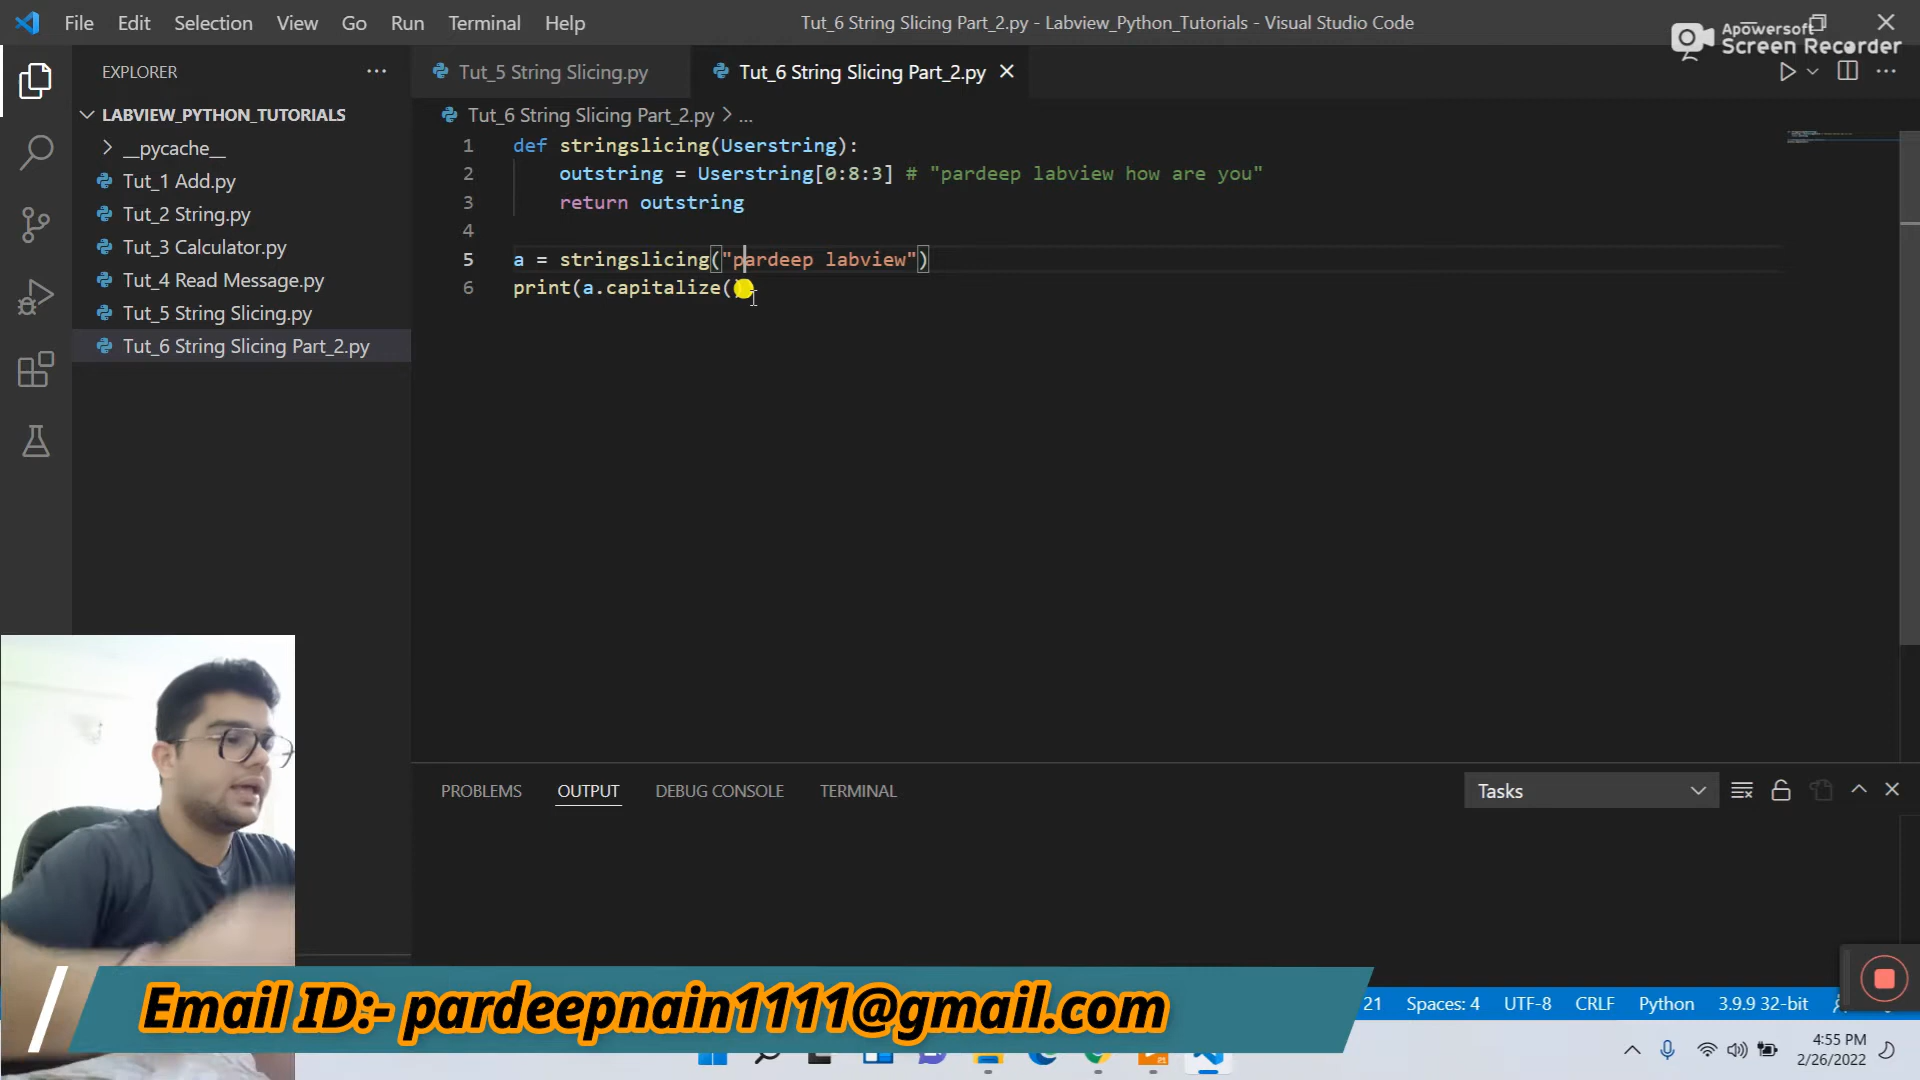 File Edit Selection View Go Run Terminal Help Tut_6 String Slicing Part_2.py - Labview_Python_Tutorials - Visual Studio Code
Apowersoft
Screen Recorder
EXPLORER
Tut_5 String Slicing.py
Tut_6 String Slicing Part_2.py
LABVIEW_PYTHON_TUTORIALS
Tut_6 String Slicing Part_2.py > ...
__pycache__
Tut_1 Add.py
Tut_2 String.py
Tut_3 Calculator.py
Tut_4 Read Message.py
Tut_5 String Slicing.py
Tut_6 String Slicing Part_2.py
1 def stringslicing(Userstring):
2 outstring = Userstring[0:8:3] # "pardeep labview how are you"
3 return outstring
4
5 a = stringslicing("pardeep labview")
6 print(a.capitalize(
PROBLEMS OUTPUT DEBUG CONSOLE TERMINAL
Tasks
Email ID:- pardeepnain1111@gmail.com
21 Spaces: 4 UTF-8 CRLF Python 3.9.9 32-bit
4:55 PM
2/26/2022